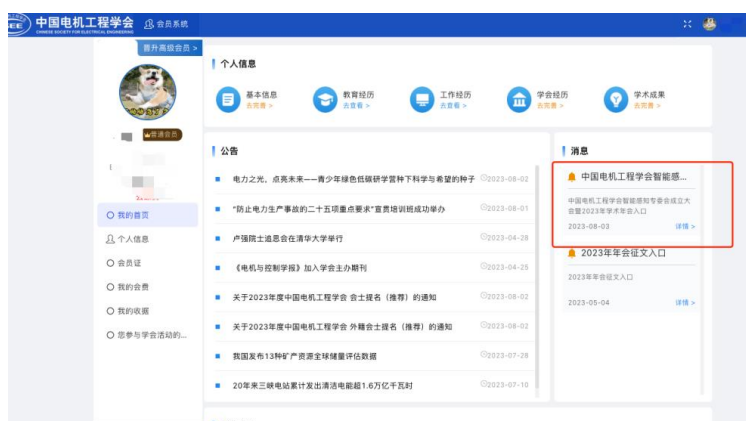 中国电机工程学会 会员系统
CHINESE SOCIETY FOR ELECTRICAL ENGINEERING
晋升高级会员 >
普通会员
我的首页
个人信息
会员证
我的会费
我的收据
您参与学会活动的...
个人信息
基本信息
去完善 >
教育经历
去查看 >
工作经历
去查看 >
学会经历
去完善 >
学术成果
去完善 >
公告
电力之光，点亮未来——青少年绿色低碳研学营种下科学与希望的种子 2023-08-02
"防止电力生产事故的二十五项重点要求"宣贯培训班成功举办 2023-08-01
卢强院士追思会在清华大学举行 2023-04-28
《电机与控制学报》加入学会主办期刊 2023-04-25
关于2023年度中国电机工程学会 会士提名（推荐）的通知 2023-08-02
关于2023年度中国电机工程学会 外籍会士提名（推荐）的通知 2023-08-02
我国发布13种矿产资源全球储量评估数据 2023-07-28
20年来三峡电站累计发出清洁电能超1.6万亿千瓦时 2023-07-10
消息
中国电机工程学会智能感...
中国电机工程学会智能感知专委会成立大
会暨2023年学术年会入口
2023-08-03 详情 >
2023年年会征文入口
2023年年会征文入口
2023-05-04 详情 >